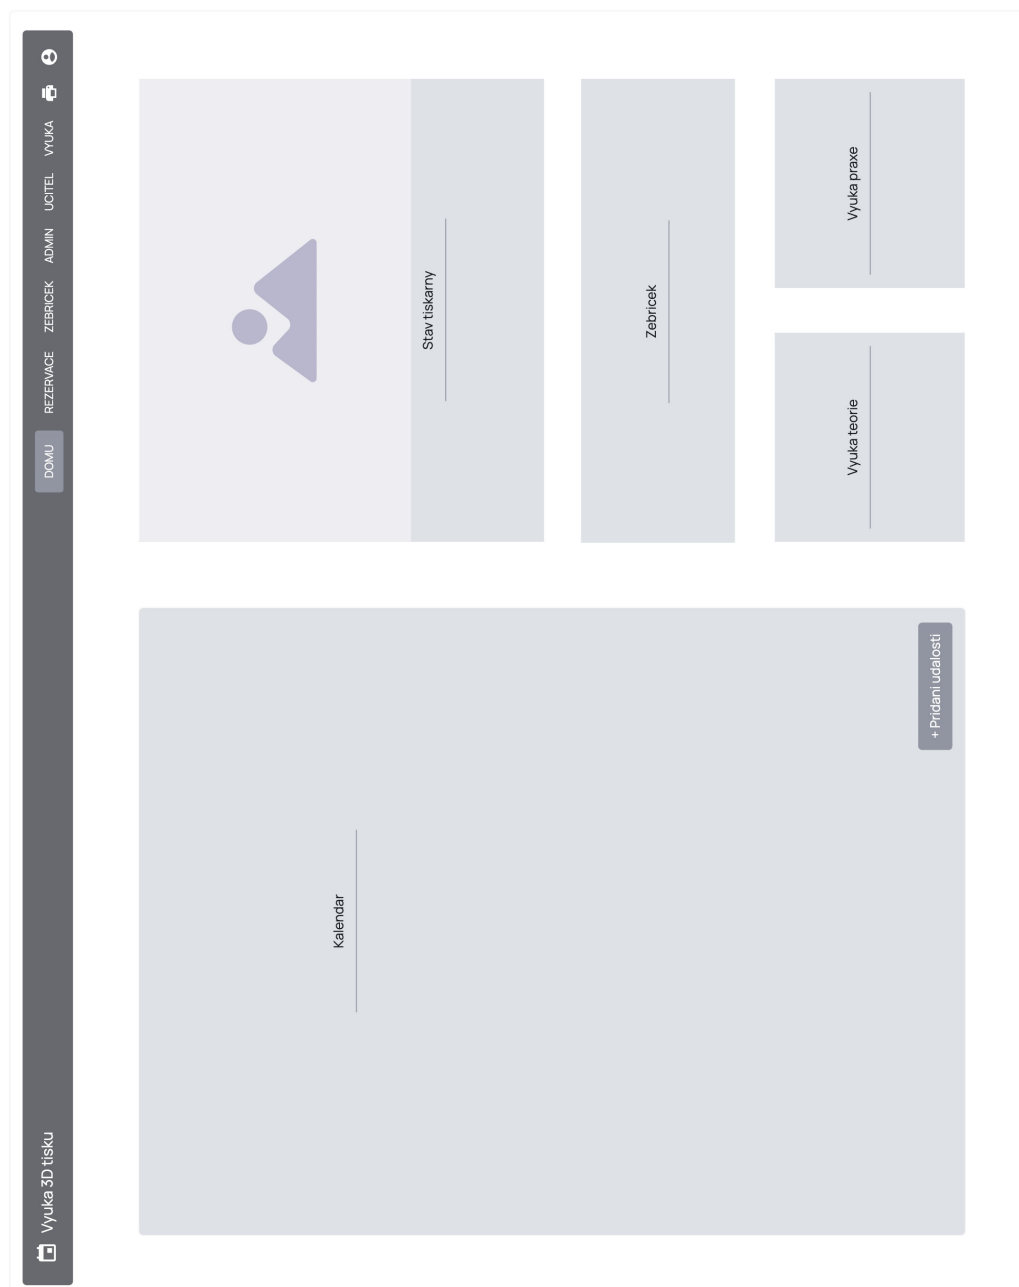 Vyuka 3D tisku
DOMU
REZERVACE
ZEBRICEK
ADMIN
UCITEL
VYUKA
Kalendar
+ Pridani udalosti
Stav tiskarny
Zebricek
Vyuka teorie
Vyuka praxe